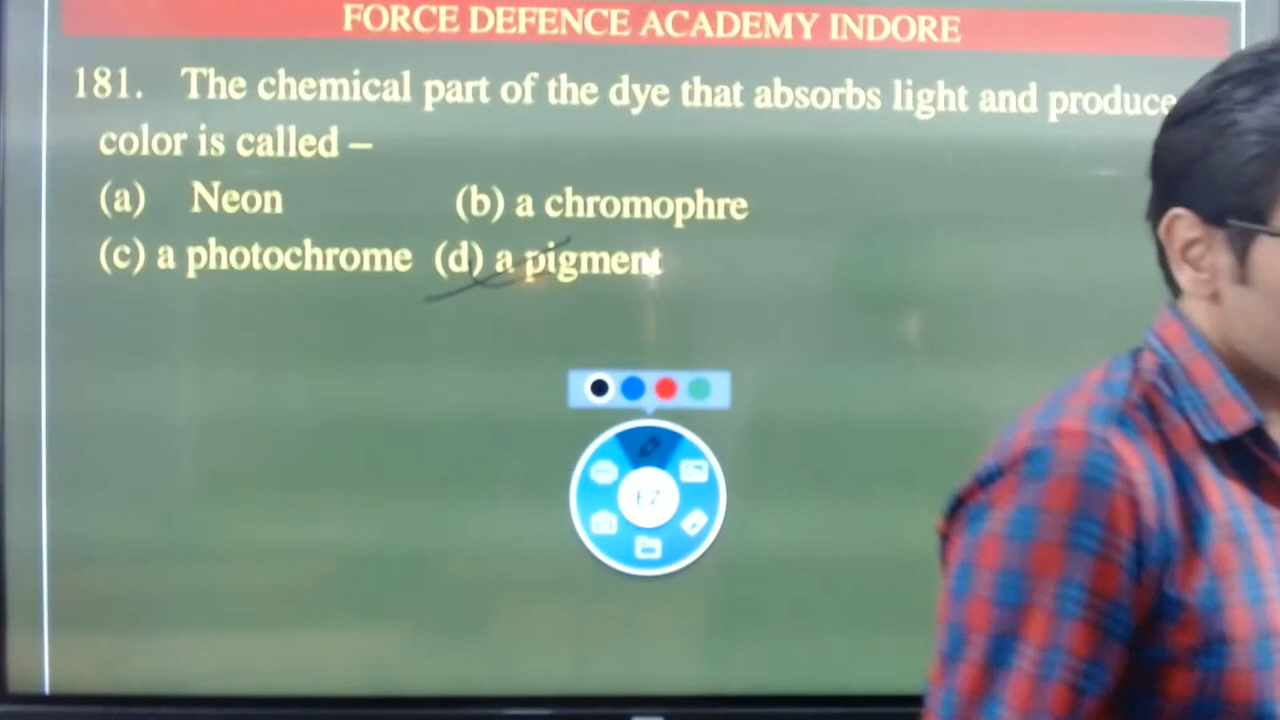 FORCE DEFENCE ACADEMY INDORE
181. The chemical part of the dye that absorbs light and produce
color is called –
(a) Neon (b) a chromophre
(c) a photochrome (d) a pigment
EZ